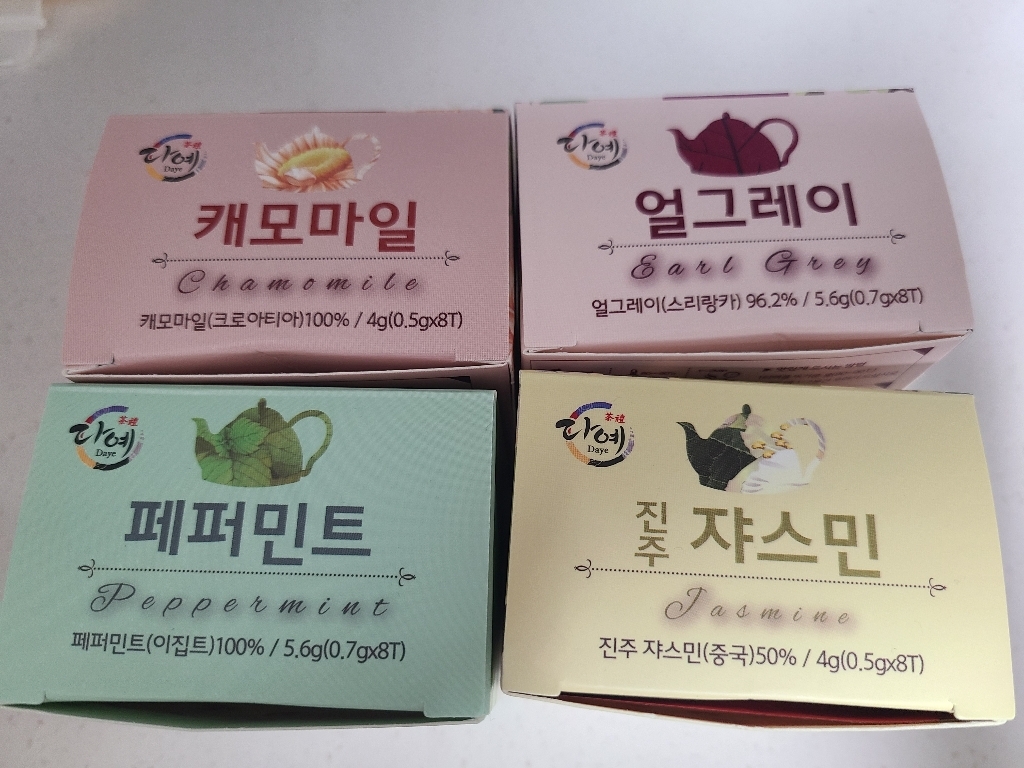 茶禮
다예
Daye
캐모마일
Chamomile
캐모마일(크로아티아)100% / 4g(0.5gx8T)
茶禮
다예
Daye
얼그레이
Earl Grey
얼그레이(스리랑카) 96.2% / 5.6g(0.7gx8T)
茶禮
다예
Daye
페퍼민트
Peppermint
페퍼민트(이집트)100% / 5.6g(0.7gx8T)
茶禮
다예
Daye
진주 쟈스민
Jasmine
진주 쟈스민(중국)50% / 4g(0.5gx8T)